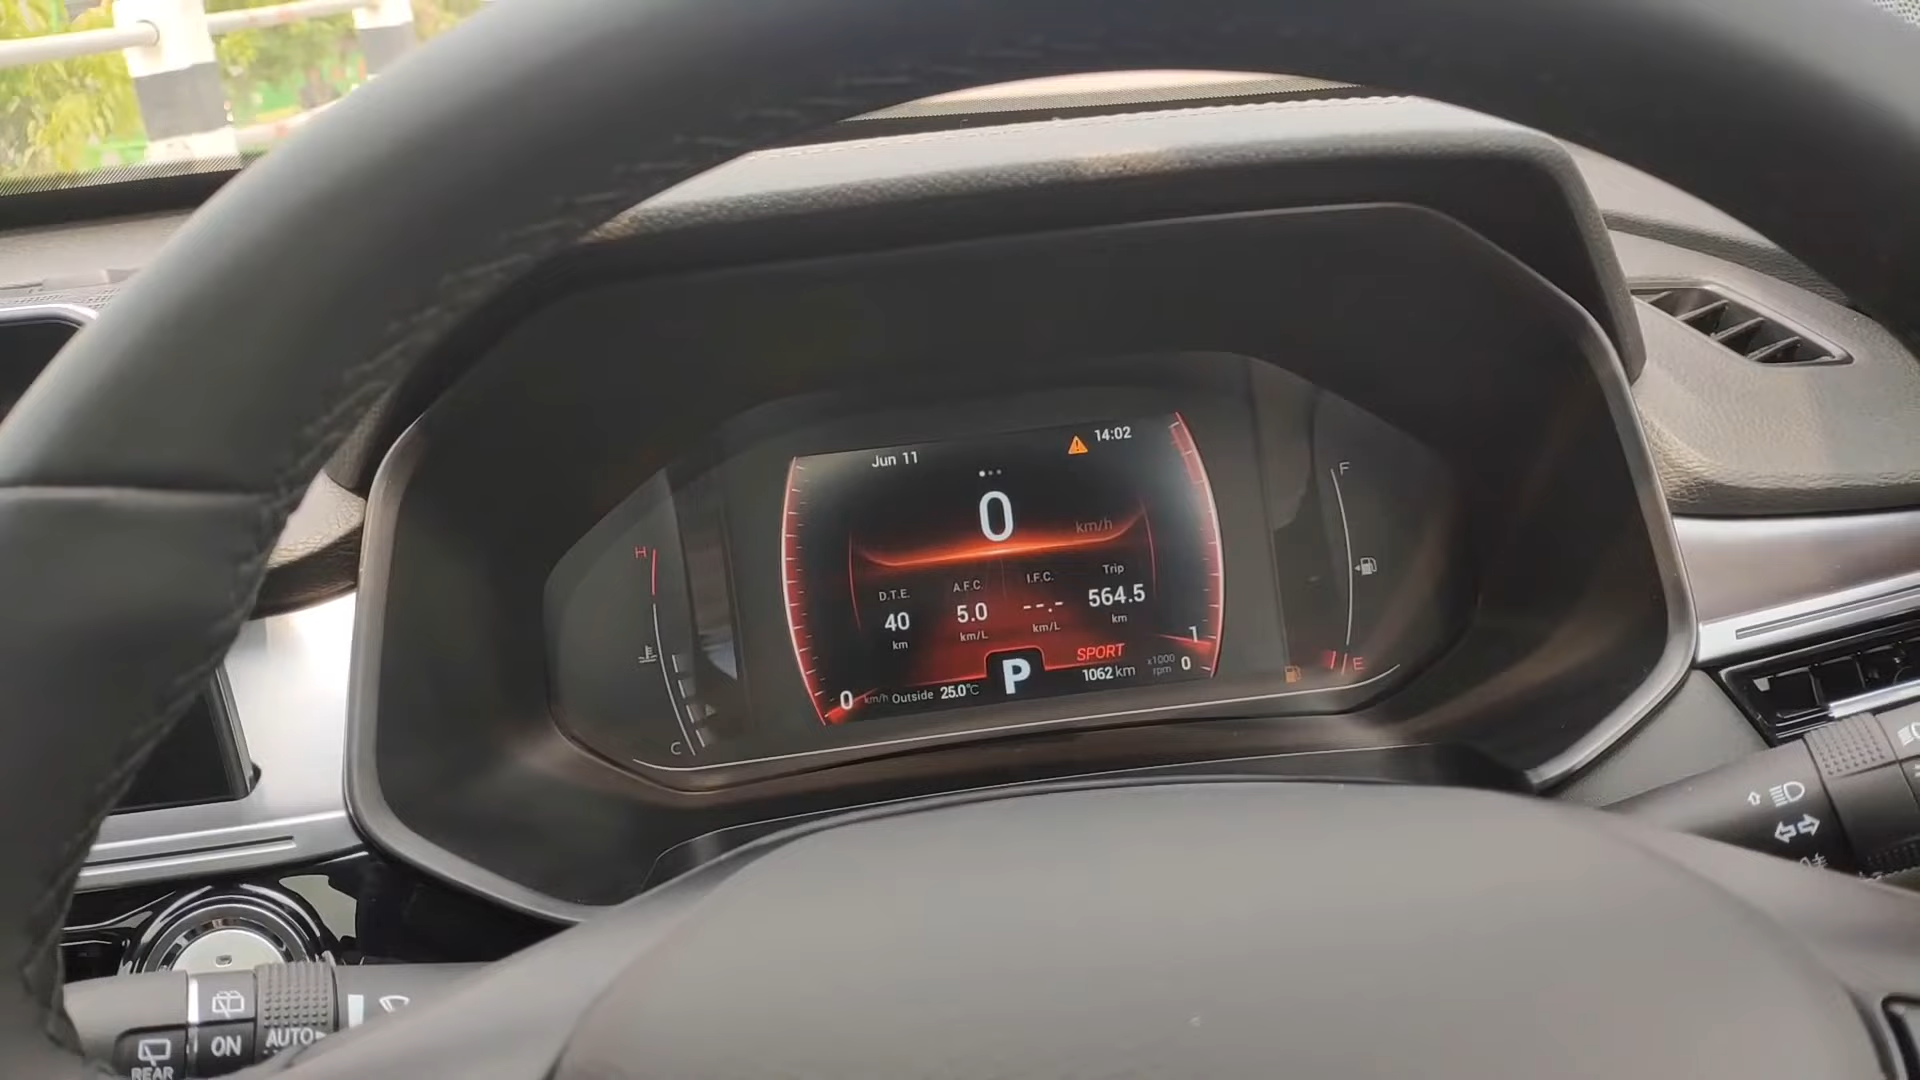 Jun 11
14:02
0
km/h
D.T.E.
40
km
A.F.C.
5.0
km/L
I.F.C.
--.-
km/L
Trip
564.5
km
H
C
F
E
0 km/h Outside 25.0°C
P
SPORT
1062 km
x1000
rpm
1
0
ON
AUTO
REAR